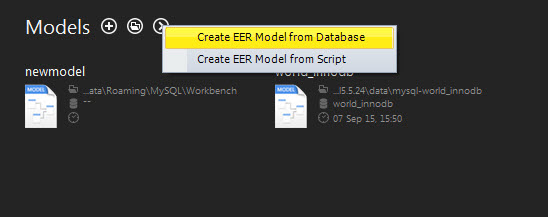 Models
Create EER Model from Database
Create EER Model from Script
newmodel
world_innodb
MODEL
...ata\Roaming\MySQL\Workbench
--
MODEL
...l5.5.24\data\mysql-world_innodb
world_innodb
07 Sep 15, 15:50